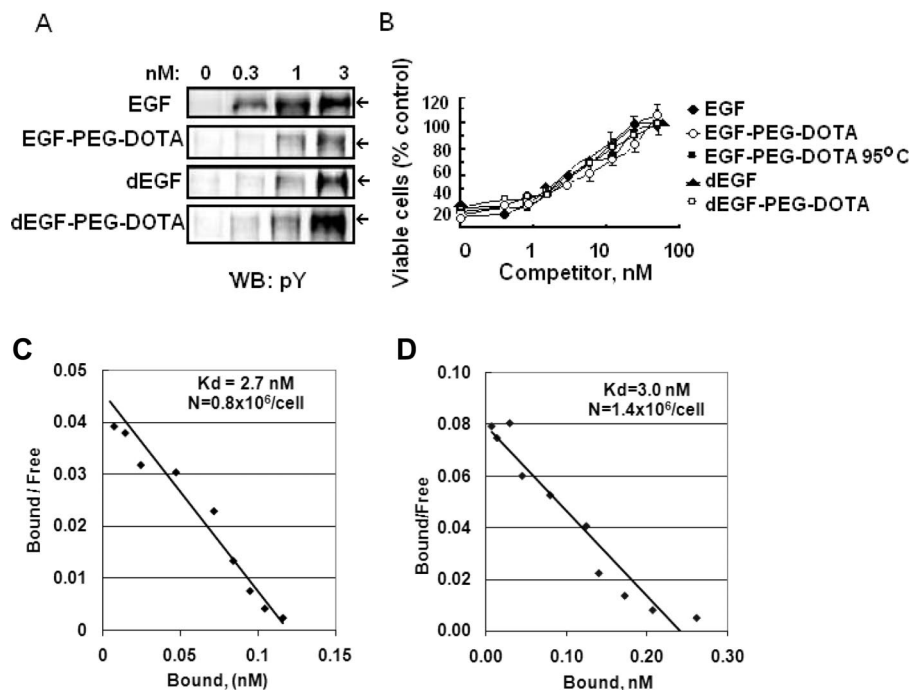 A
nM: 0 0.3 1 3
EGF
EGF-PEG-DOTA
dEGF
dEGF-PEG-DOTA
WB: pY
B
Viable cells (% control)
120
100
80
60
40
20
0 0 1 10 100
Competitor, nM
EGF
EGF-PEG-DOTA
EGF-PEG-DOTA 95ºC
dEGF
dEGF-PEG-DOTA
C
Bound / Free
0.05
0.04
0.03
0.02
0.01
0
Kd = 2.7 nM
N=0.8x10⁶/cell
0 0.05 0.1 0.15
Bound, (nM)
D
Bound/Free
0.10
0.08
0.06
0.04
0.02
0.00
Kd=3.0 nM
N=1.4x10⁶/cell
0.00 0.10 0.20 0.30
Bound, nM